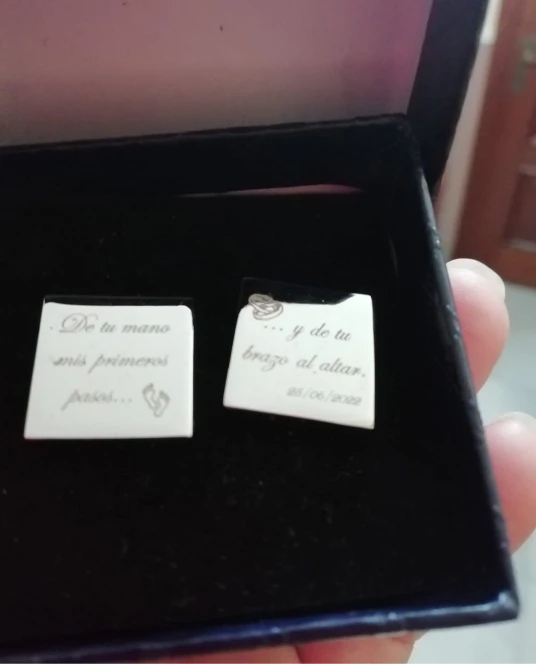 De tu mano
mis primeros
pasos...
... y de tu
brazo al altar.
25/06/2022